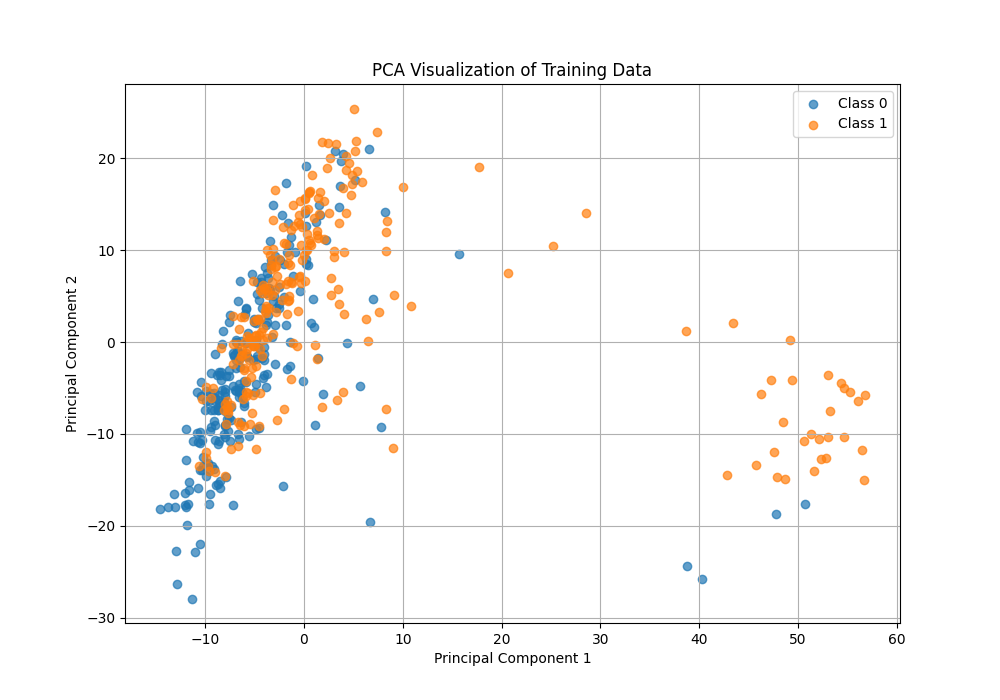 PCA Visualization of Training Data
Class 0
Class 1
20
10
0
−10
−20
−30
Principal Component 2
−10
0
10
20
30
40
50
60
Principal Component 1